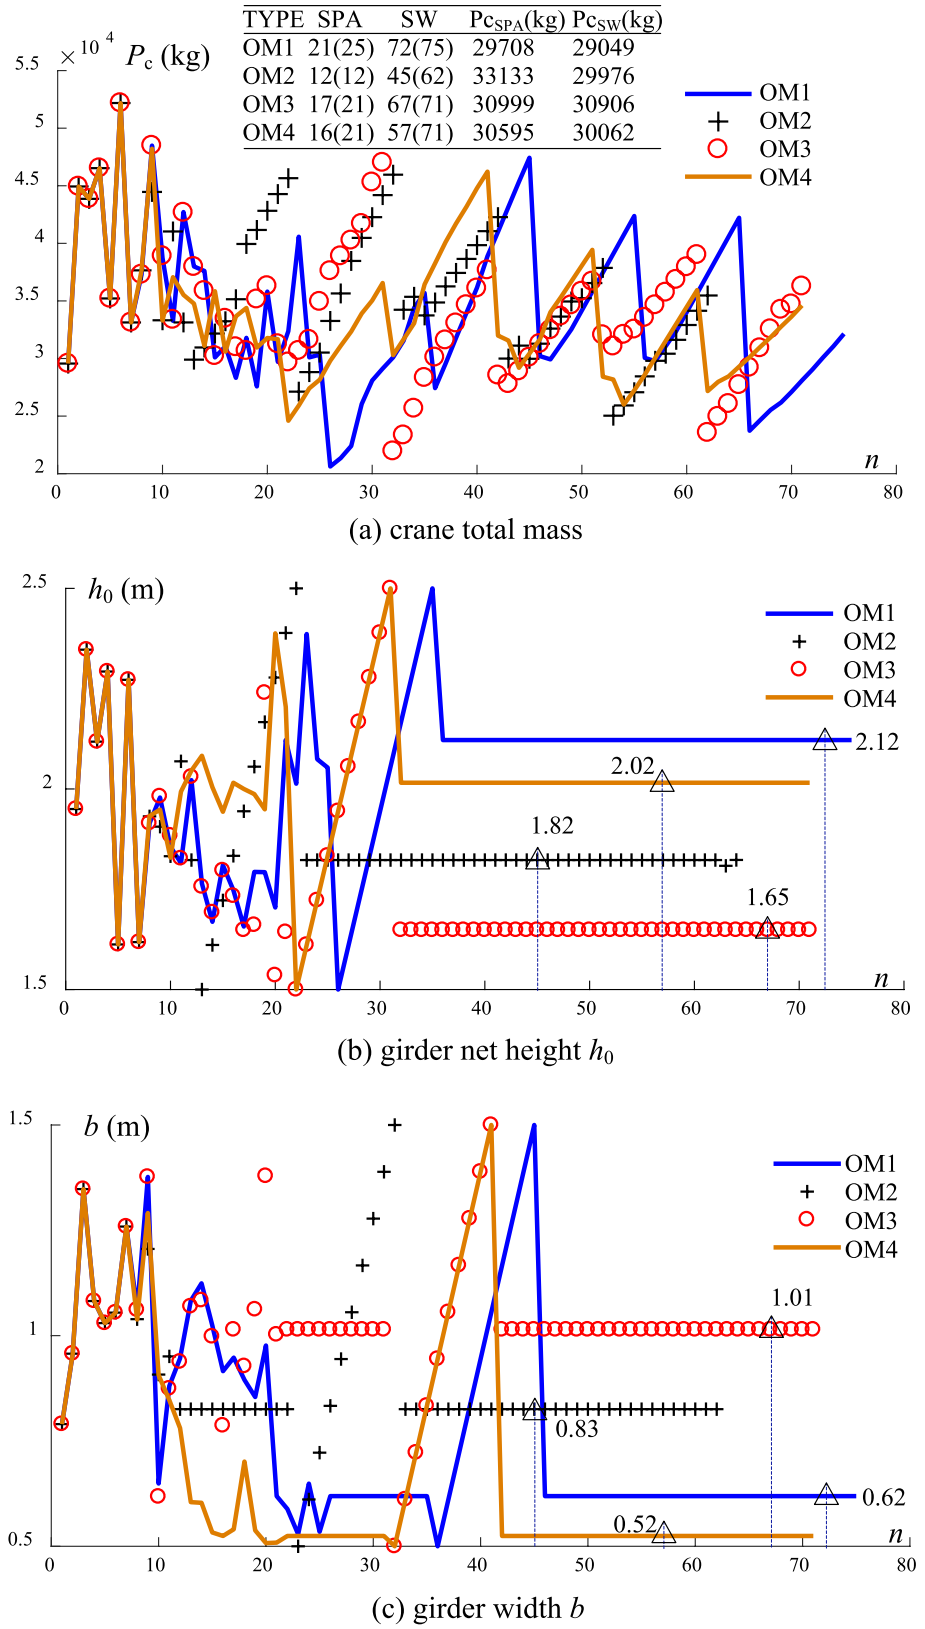 TYPE SPA SW PcSPA(kg) PcSW(kg)
OM1 21(25) 72(75) 29708 29049
OM2 12(12) 45(62) 33133 29976
OM3 17(21) 67(71) 30999 30906
OM4 16(21) 57(71) 30595 30062
×10 4 Pc (kg)
5.5
5
4.5
4
3.5
3
2.5
2
OM1
OM2
OM3
OM4
n
0 10 20 30 40 50 60 70 80
(a) crane total mass
2.5
h0 (m)
2
1.5
OM1
OM2
OM3
OM4
2.12
2.02
1.82
1.65
n
0 10 20 30 40 50 60 70 80
(b) girder net height h0
1.5
b (m)
1
0.5
OM1
OM2
OM3
OM4
1.01
0.83
0.62
0.52
n
0 10 20 30 40 50 60 70 80
(c) girder width b